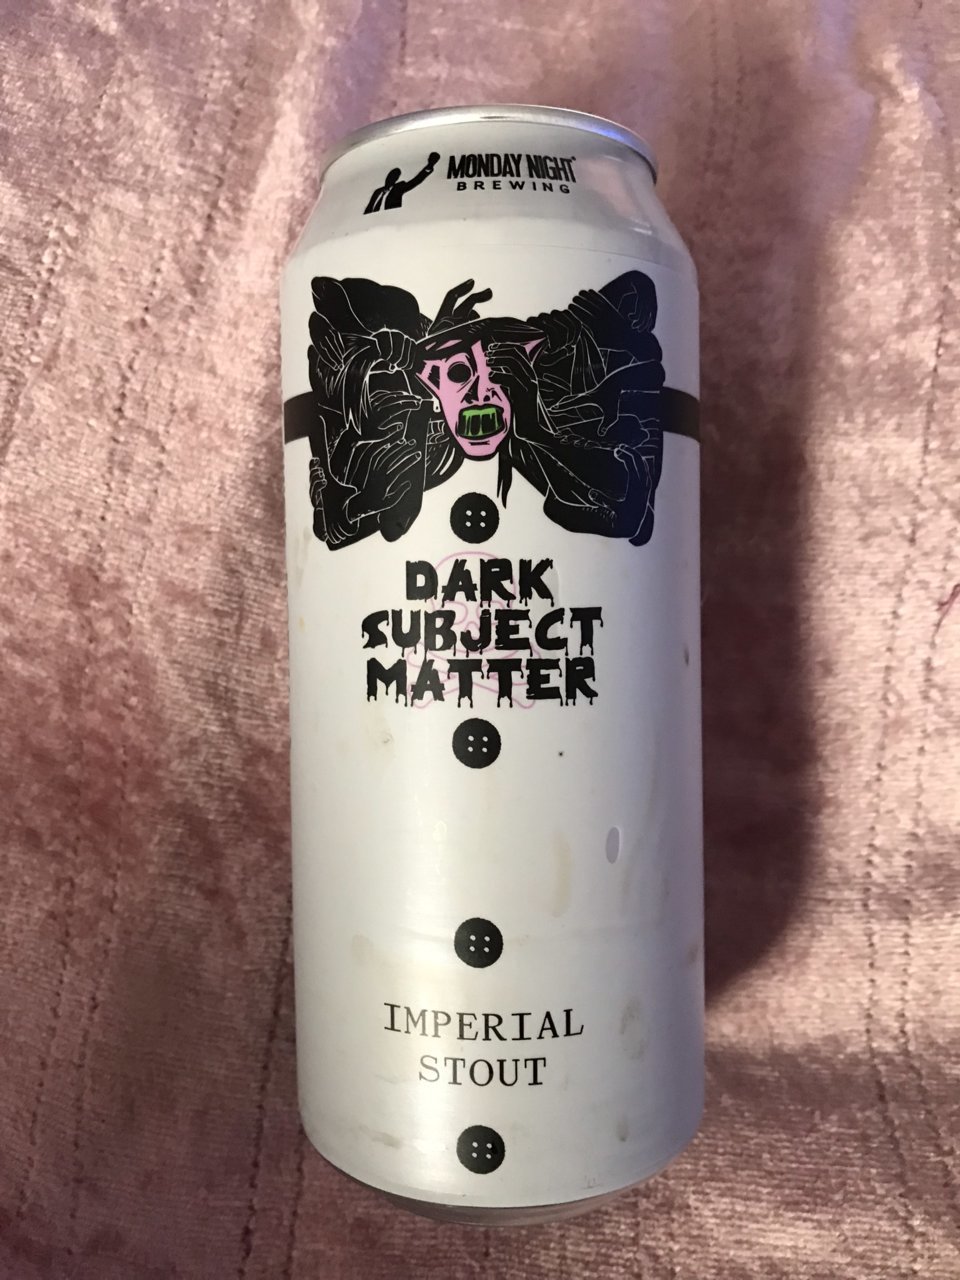 MONDAY NIGHT
BREWING
DARK
SUBJECT
MATTER
IMPERIAL
STOUT